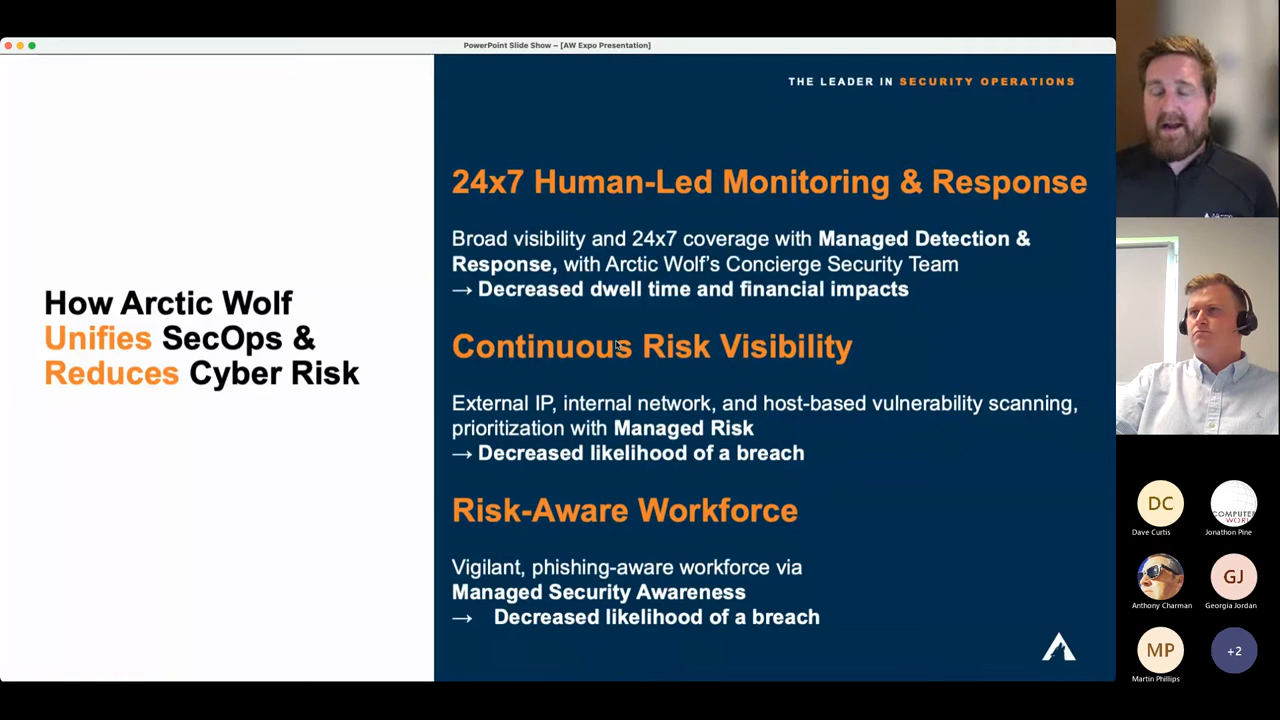 PowerPoint Slide Show – [AW Expo Presentation]
THE LEADER IN SECURITY OPERATIONS
How Arctic Wolf
Unifies SecOps &
Reduces Cyber Risk
24x7 Human-Led Monitoring & Response
Broad visibility and 24x7 coverage with Managed Detection &
Response, with Arctic Wolf’s Concierge Security Team
→ Decreased dwell time and financial impacts
Continuous Risk Visibility
External IP, internal network, and host-based vulnerability scanning,
prioritization with Managed Risk
→ Decreased likelihood of a breach
Risk-Aware Workforce
Vigilant, phishing-aware workforce via
Managed Security Awareness
→ Decreased likelihood of a breach
DC
Dave Curtis
COMPUTER
Jonathon Pine
Anthony Charman
GJ
Georgia Jordan
MP
Martin Phillips
+2